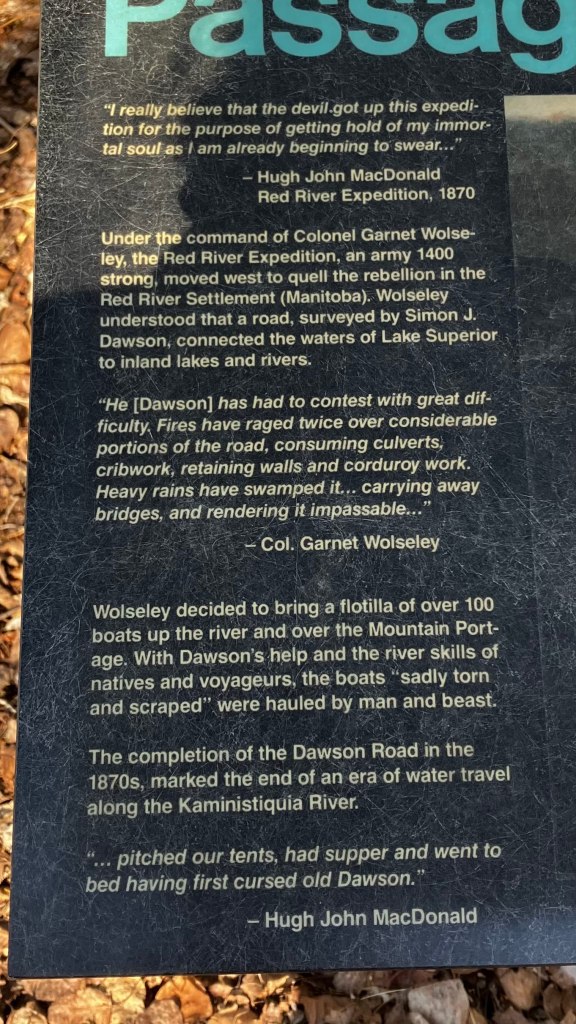 Passag
“I really believe that the devil.got up this expedi-
tion for the purpose of getting hold of my immor-
tal soul as I am already beginning to swear...”
– Hugh John MacDonald
Red River Expedition, 1870
Under the command of Colonel Garnet Wolse-
ley, the Red River Expedition, an army 1400
strong, moved west to quell the rebellion in the
Red River Settlement (Manitoba). Wolseley
understood that a road, surveyed by Simon J.
Dawson, connected the waters of Lake Superior
to inland lakes and rivers.
“He [Dawson] has had to contest with great dif-
ficulty. Fires have raged twice over considerable
portions of the road, consuming culverts,
cribwork, retaining walls and corduroy work.
Heavy rains have swamped it... carrying away
bridges, and rendering it impassable...”
– Col. Garnet Wolseley
Wolseley decided to bring a flotilla of over 100
boats up the river and over the Mountain Port-
age. With Dawson’s help and the river skills of
natives and voyageurs, the boats “sadly torn
and scraped” were hauled by man and beast.
The completion of the Dawson Road in the
1870s, marked the end of an era of water travel
along the Kaministiquia River.
“... pitched our tents, had supper and went to
bed having first cursed old Dawson.”
– Hugh John MacDonald